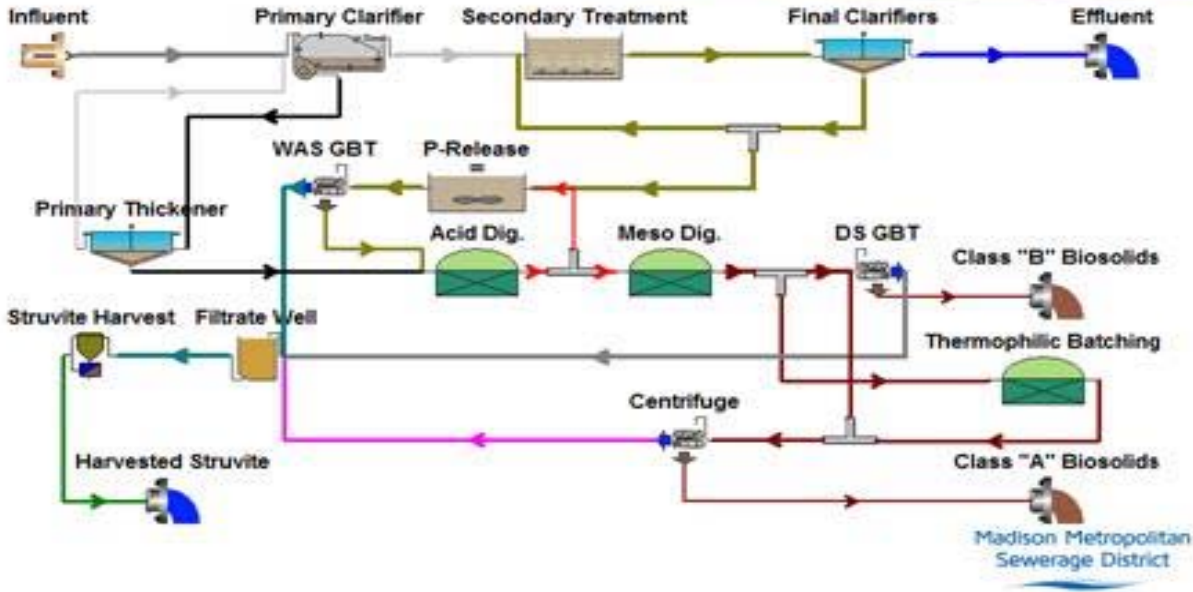 Influent
Primary Clarifier
Secondary Treatment
Final Clarifiers
Effluent
WAS GBT
P-Release
Primary Thickener
Acid Dig.
Meso Dig.
DS GBT
Class "B" Biosolids
Struvite Harvest
Filtrate Well
Thermophilic Batching
Centrifuge
Harvested Struvite
Class "A" Biosolids
Madison Metropolitan
Sewerage District